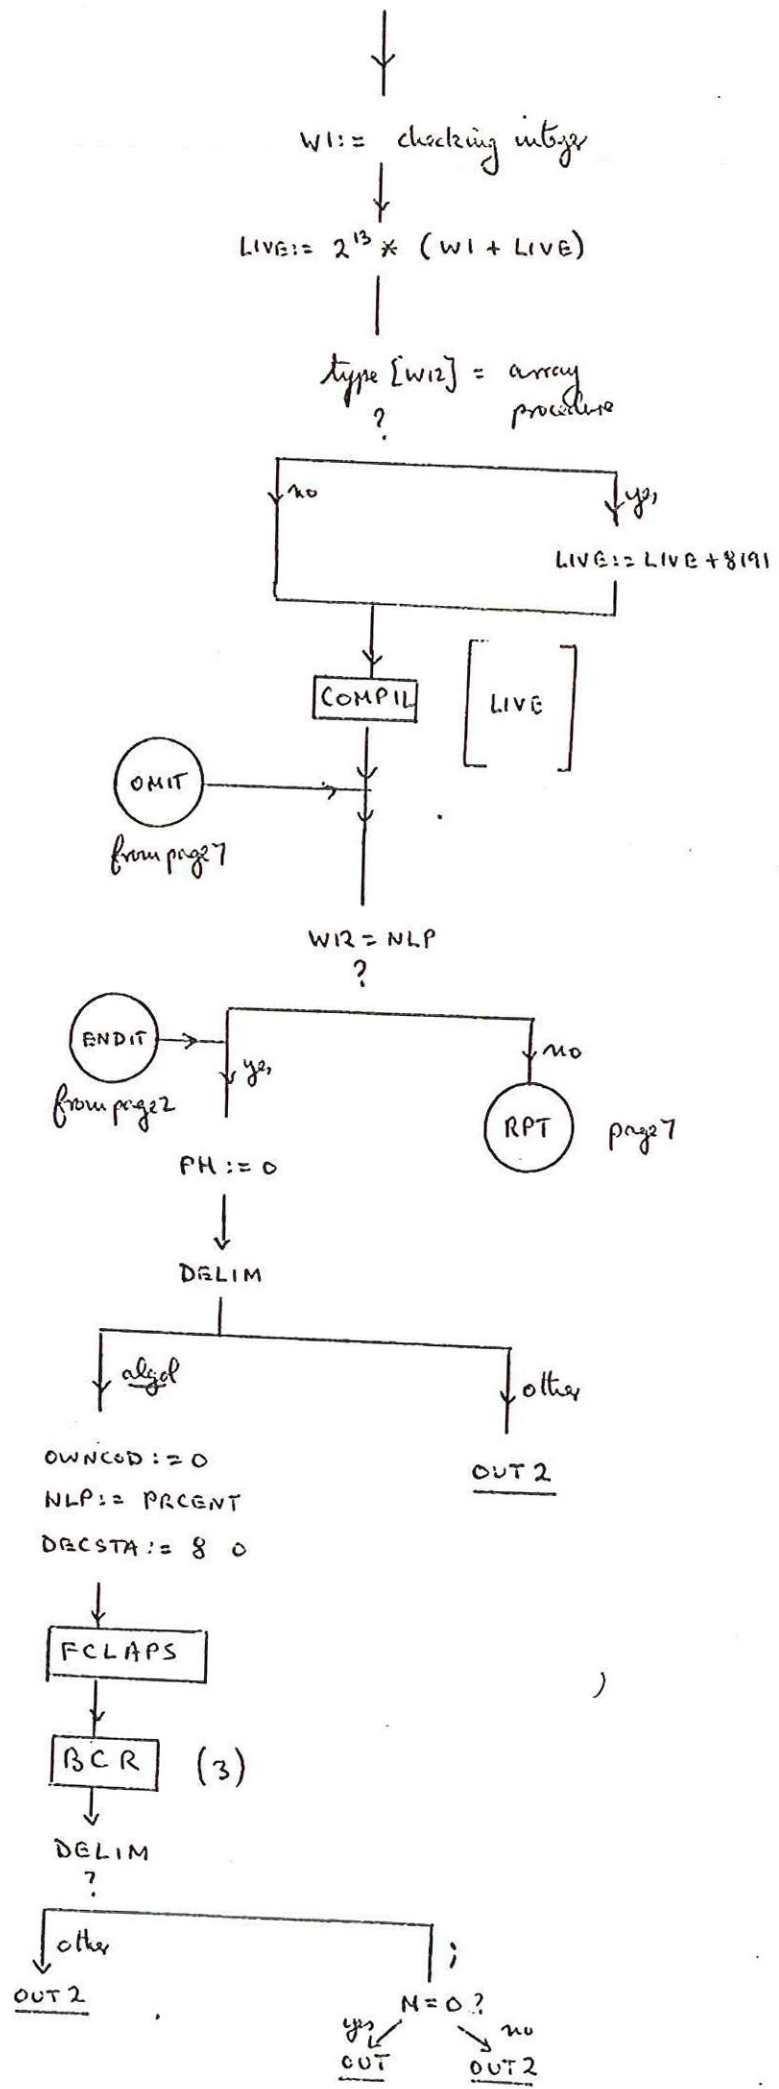 W1:= checking integer
LIVE:= 2¹³ * (W1 + LIVE)
type [W12] = array
procedure
?
no
yes
LIVE:= LIVE + 8191
COMPIL
LIVE
OMIT
from page 7
W12 = NLP
?
ENDIT
from page 2
yes
no
RPT
page 7
PH := 0
DELIM
algol
other
OWNCOD := 0
NLP:= PRCENT
DECSTA := 8 0
OUT 2
FCLAPS
BCR (3)
DELIM
?
other
;
OUT 2
N = 0 ?
yes
no
OUT
OUT 2